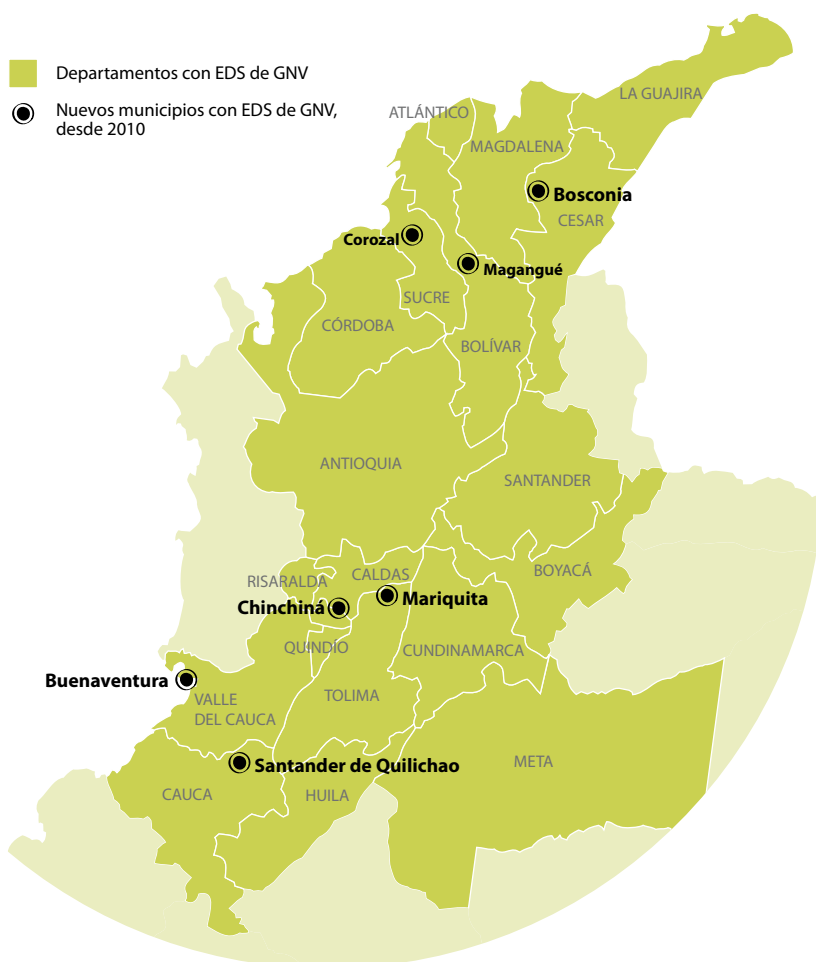 Departamentos con EDS de GNV
Nuevos municipios con EDS de GNV,
desde 2010
LA GUAJIRA
ATLÁNTICO
MAGDALENA
Bosconia
CESAR
Corozal
Magangué
SUCRE
CÓRDOBA
BOLÍVAR
ANTIOQUIA
SANTANDER
BOYACÁ
RISARALDA
CALDAS
Chinchiná
Mariquita
QUINDÍO
CUNDINAMARCA
Buenaventura
VALLE
DEL CAUCA
TOLIMA
Santander de Quilichao
META
CAUCA
HUILA